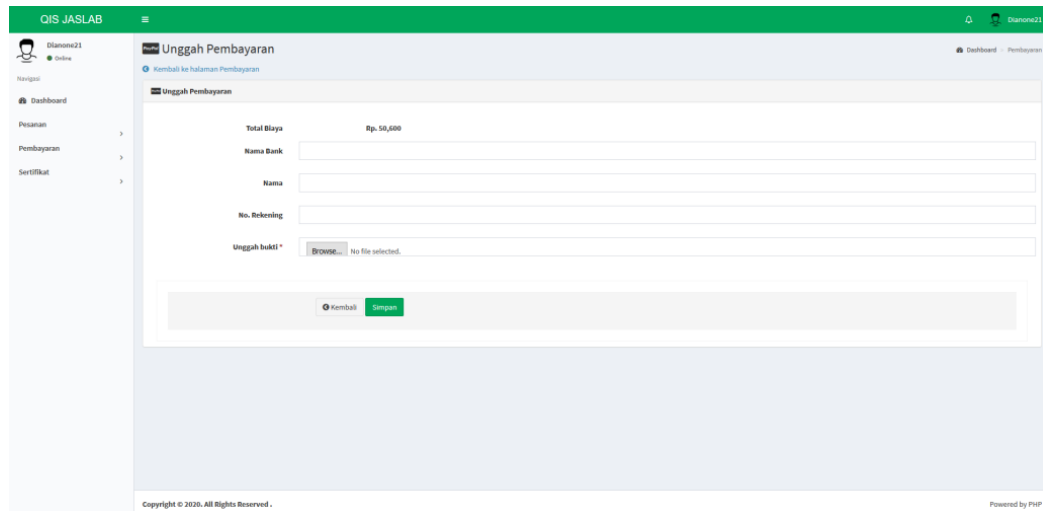 QIS JASLAB
Dianone21
Dianone21
Online
Navigasi
Dashboard
Pesanan
Pembayaran
Sertifikat
PayPal Unggah Pembayaran
Dashboard > Pembayaran
Kembali ke halaman Pembayaran
Unggah Pembayaran
Total Biaya Rp. 50,600
Nama Bank
Nama
No. Rekening
Unggah bukti * Browse... No file selected.
Kembali Simpan
Copyright © 2020. All Rights Reserved .
Powered by PHP